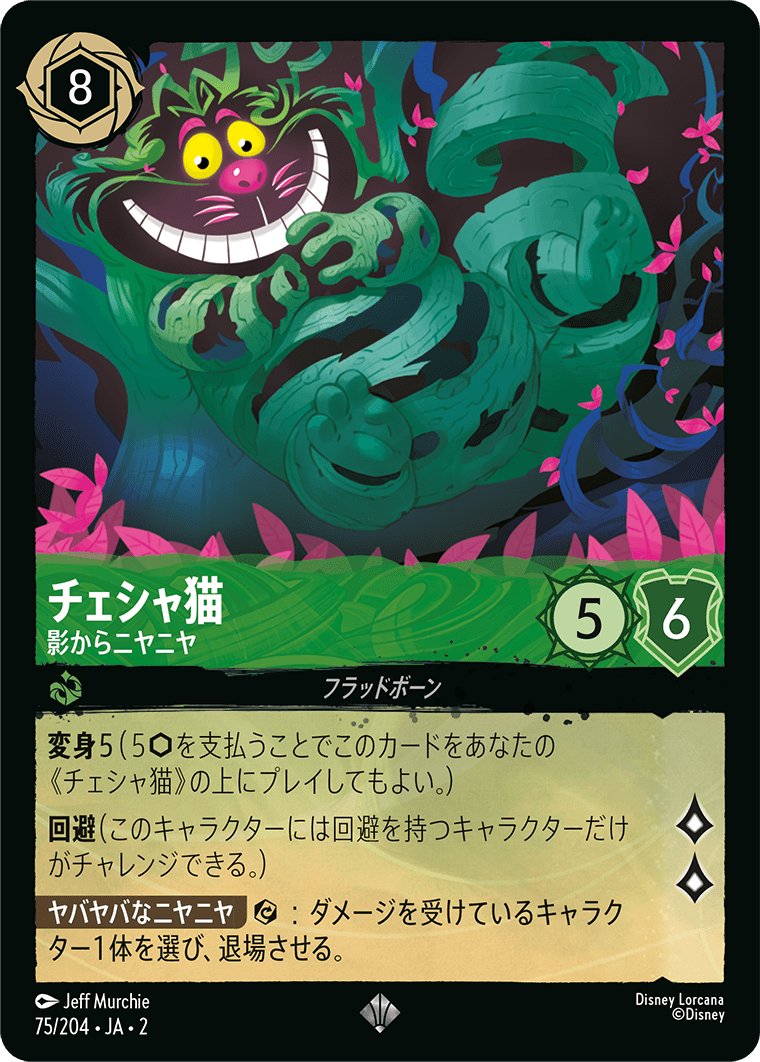 8
チェシャ猫
影からニヤニヤ
5
6
フラッドボーン
変身5(5⬡を支払うことでこのカードをあなたの
《チェシャ猫》の上にプレイしてもよい。)
回避(このキャラクターには回避を持つキャラクターだけ
がチャレンジできる。)
ヤバヤバなニヤニヤ : ダメージを受けているキャラク
ター1体を選び、退場させる。
Jeff Murchie
75/204 • JA • 2
Disney Lorcana
©Disney